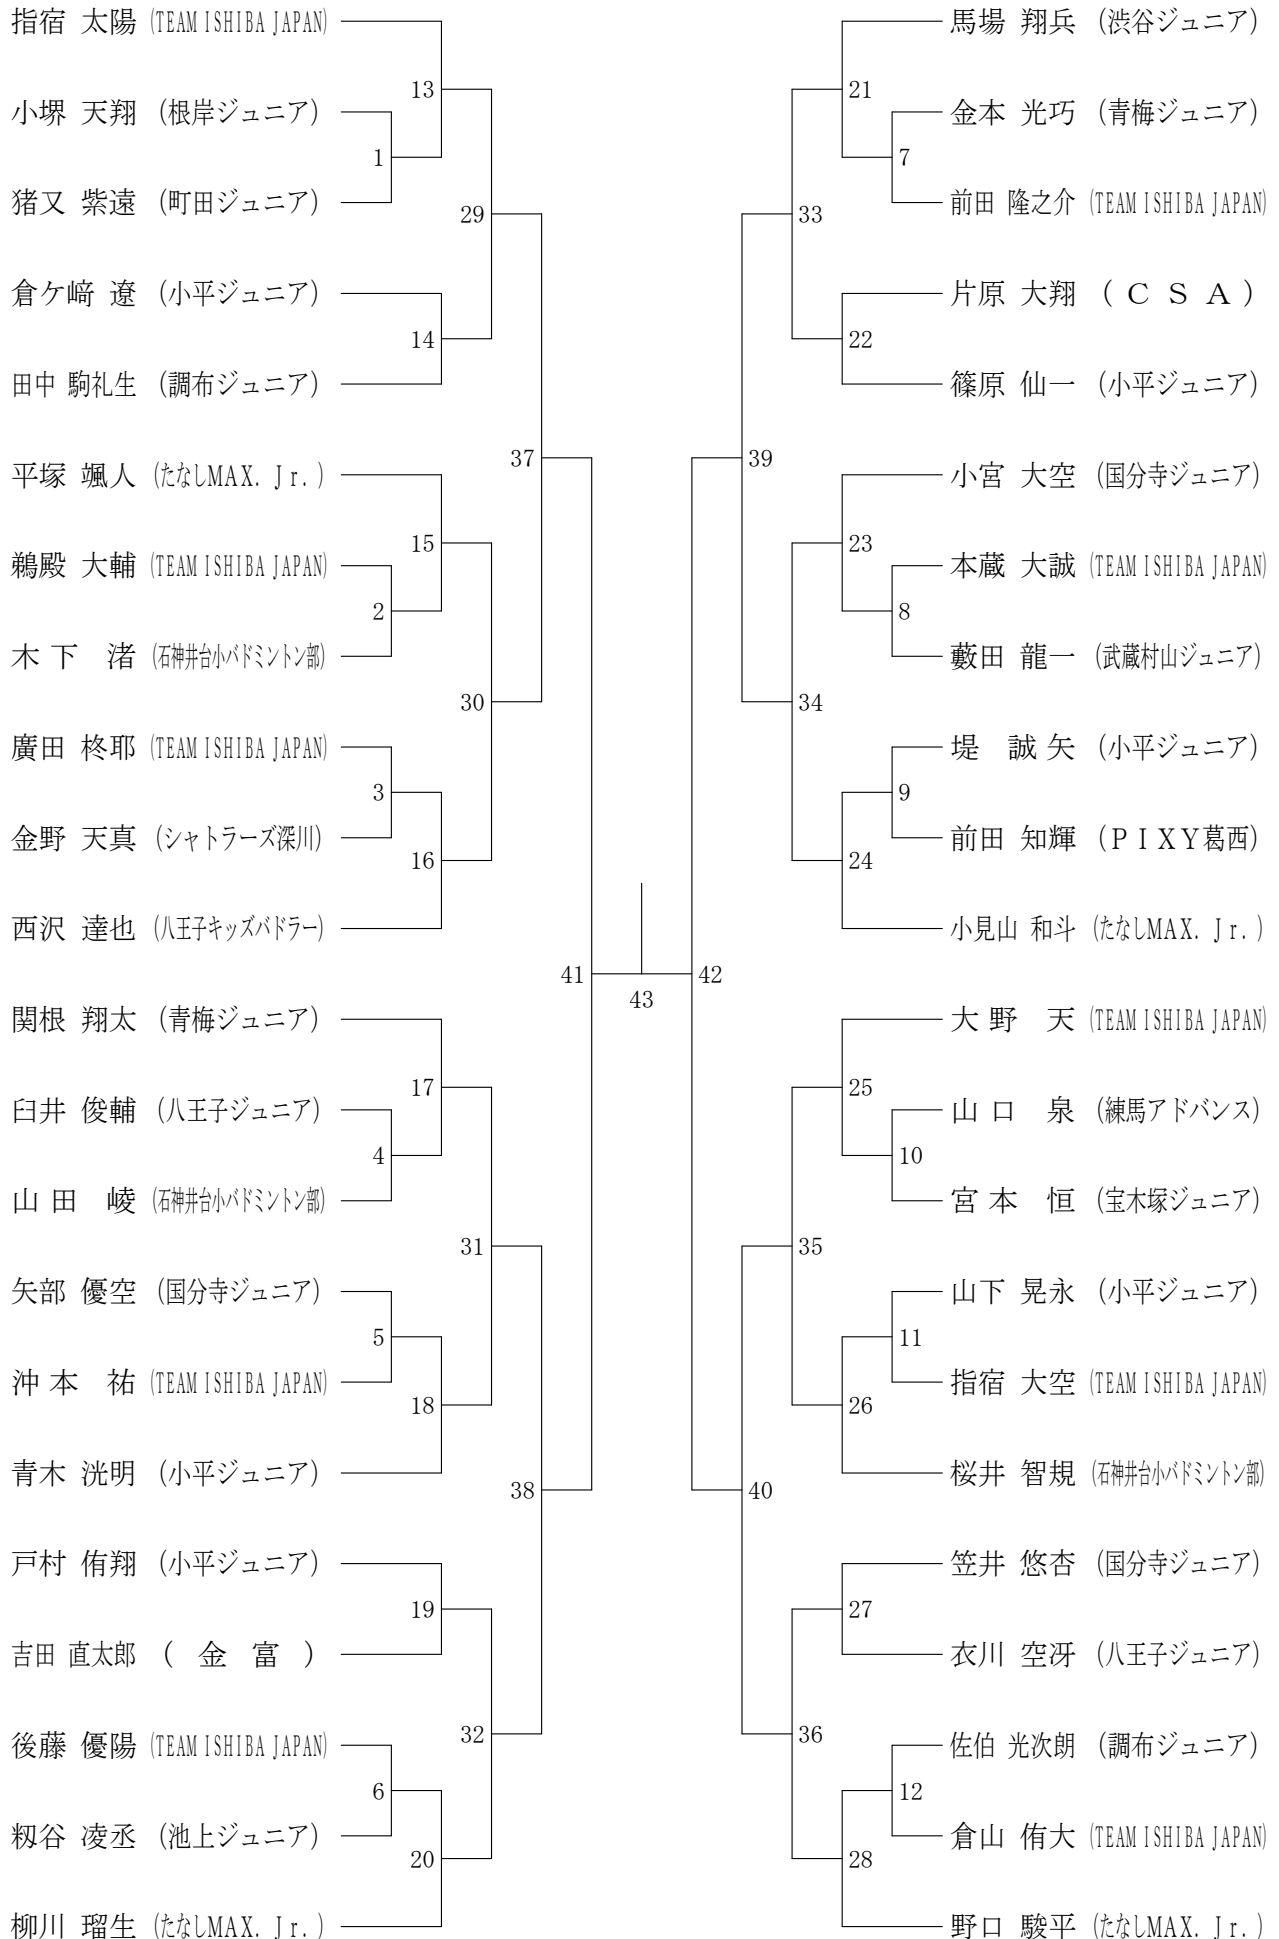 指宿 太陽 (TEAM ISHIBA JAPAN)
13
小堺 天翔 (根岸ジュニア)
1
猪又 紫遠 (町田ジュニア)
29
倉ケ﨑 遼 (小平ジュニア)
14
田中 駒礼生 (調布ジュニア)
37
平塚 颯人 (たなしMAX. Jr.)
15
鵜殿 大輔 (TEAM ISHIBA JAPAN)
2
木下 渚 (石神井台小バドミントン部)
30
廣田 柊耶 (TEAM ISHIBA JAPAN)
3
金野 天真 (シャトラーズ深川)
16
西沢 達也 (八王子キッズバドラー)
41
関根 翔太 (青梅ジュニア)
17
臼井 俊輔 (八王子ジュニア)
4
山田 崚 (石神井台小バドミントン部)
31
矢部 優空 (国分寺ジュニア)
5
沖本 祐 (TEAM ISHIBA JAPAN)
18
青木 洸明 (小平ジュニア)
38
戸村 侑翔 (小平ジュニア)
19
吉田 直太郎 (金富)
32
後藤 優陽 (TEAM ISHIBA JAPAN)
6
籾谷 凌丞 (池上ジュニア)
20
柳川 瑠生 (たなしMAX. Jr.)
43
馬場 翔兵 (渋谷ジュニア)
21
金本 光巧 (青梅ジュニア)
7
前田 隆之介 (TEAM ISHIBA JAPAN)
33
片原 大翔 (CSA)
22
篠原 仙一 (小平ジュニア)
39
小宮 大空 (国分寺ジュニア)
23
本蔵 大誠 (TEAM ISHIBA JAPAN)
8
藪田 龍一 (武蔵村山ジュニア)
34
堤 誠矢 (小平ジュニア)
9
前田 知輝 (PIXY葛西)
24
小見山 和斗 (たなしMAX. Jr.)
42
大野 天 (TEAM ISHIBA JAPAN)
25
山口 泉 (練馬アドバンス)
10
宮本 恒 (宝木塚ジュニア)
35
山下 晃永 (小平ジュニア)
11
指宿 大空 (TEAM ISHIBA JAPAN)
26
桜井 智規 (石神井台小バドミントン部)
40
笠井 悠杏 (国分寺ジュニア)
27
衣川 空冴 (八王子ジュニア)
36
佐伯 光次朗 (調布ジュニア)
12
倉山 侑大 (TEAM ISHIBA JAPAN)
28
野口 駿平 (たなしMAX. Jr.)